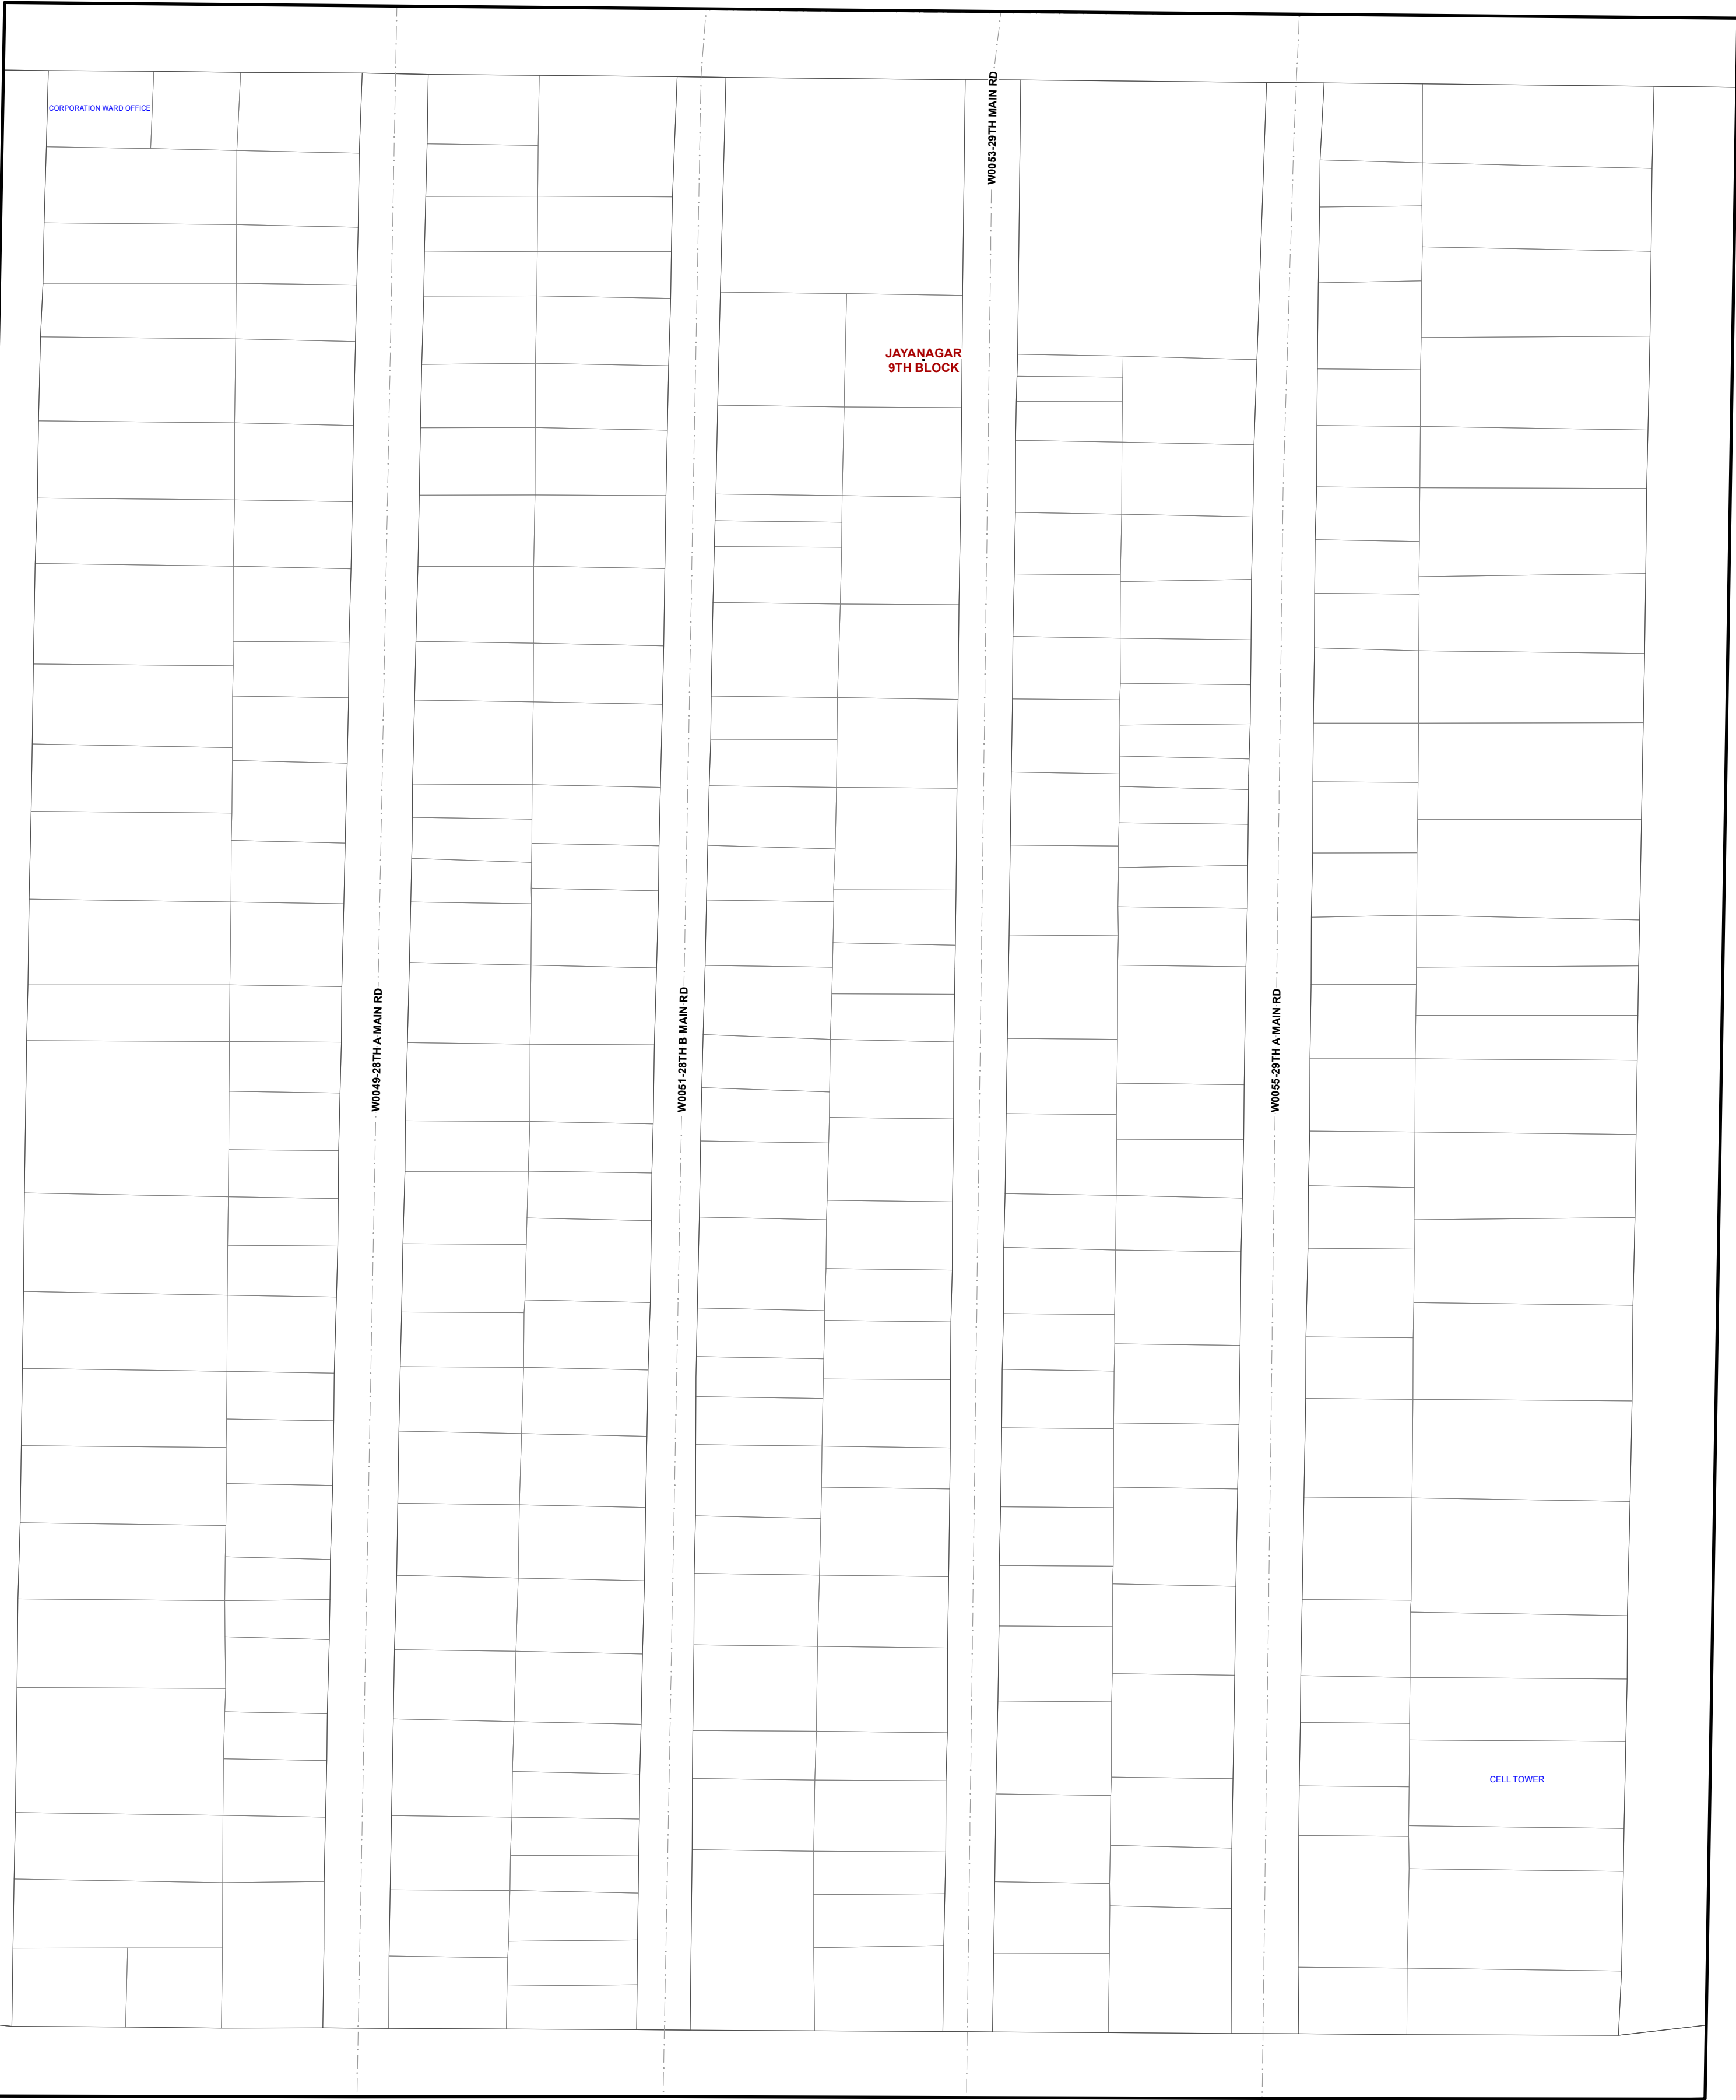 CORPORATION WARD OFFICE
W0053-29TH MAIN RD
JAYANAGAR
9TH BLOCK
W0049-28TH A MAIN RD
W0051-28TH B MAIN RD
W0055-29TH A MAIN RD
CELL TOWER